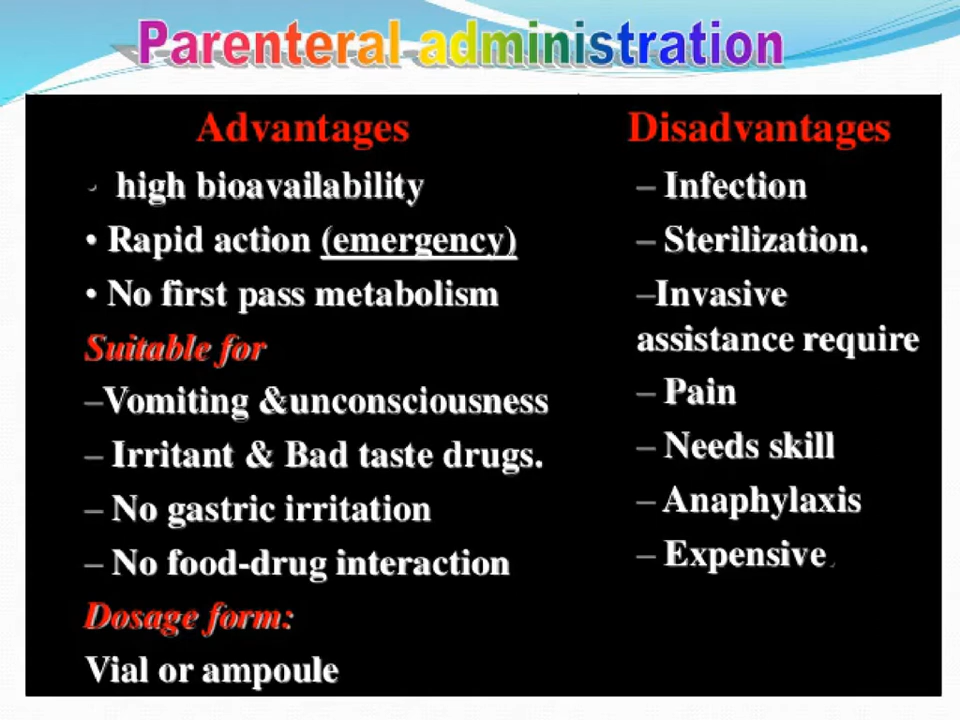 Parenteral administration
Advantages
• high bioavailability
• Rapid action (emergency)
• No first pass metabolism
Suitable for
–Vomiting &unconsciousness
– Irritant & Bad taste drugs.
– No gastric irritation
– No food-drug interaction
Dosage form:
Vial or ampoule
Disadvantages
– Infection
– Sterilization.
–Invasive
assistance require
– Pain
– Needs skill
– Anaphylaxis
– Expensive.